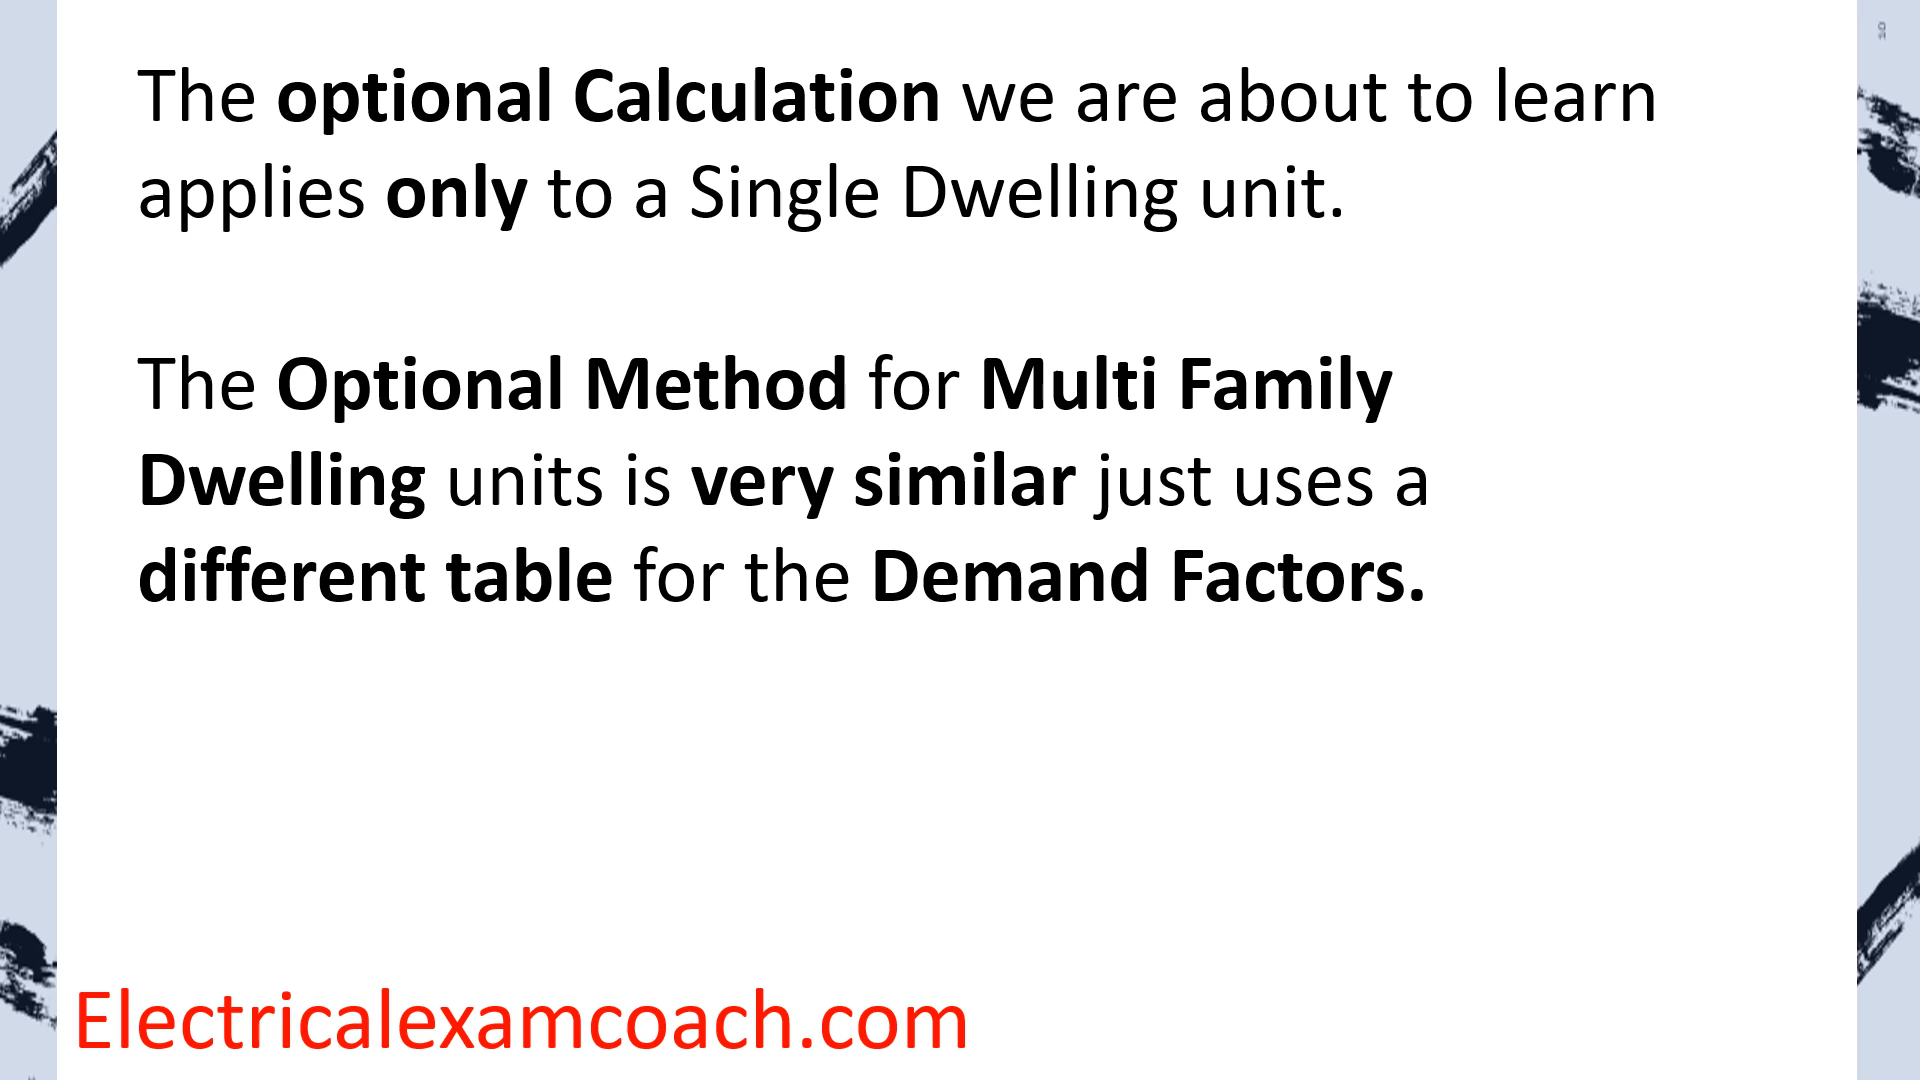 The optional Calculation we are about to learn
applies only to a Single Dwelling unit.
The Optional Method for Multi Family
Dwelling units is very similar just uses a
different table for the Demand Factors.
Electricalexamcoach.com